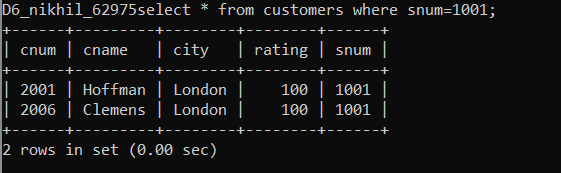 D6_nikhil_62975select * from customers where snum=1001;
+------+---------+--------+--------+------+
| cnum | cname   | city   | rating | snum |
+------+---------+--------+--------+------+
| 2001 | Hoffman | London |    100 | 1001 |
| 2006 | Clemens | London |    100 | 1001 |
+------+---------+--------+--------+------+
2 rows in set (0.00 sec)